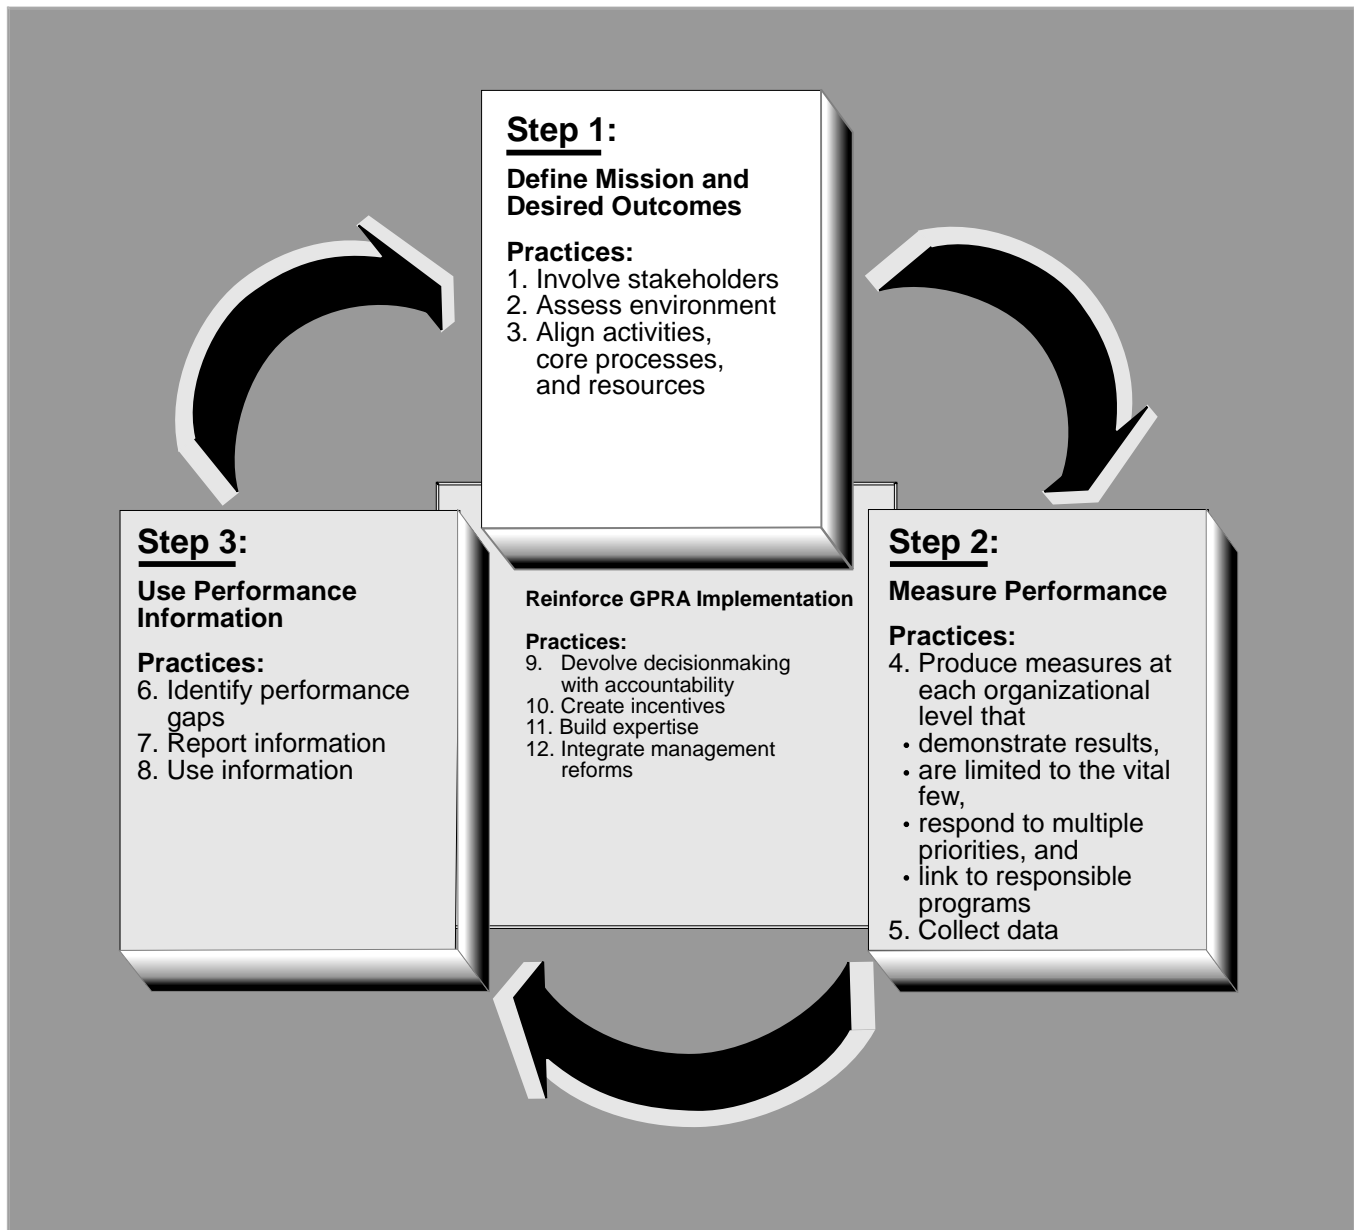 Step 1:
Define Mission and
Desired Outcomes
Practices:
1. Involve stakeholders
2. Assess environment
3. Align activities,
core processes,
and resources
Step 2:
Measure Performance
Practices:
4. Produce measures at
each organizational
level that
• demonstrate results,
• are limited to the vital
few,
• respond to multiple
priorities, and
• link to responsible
programs
5. Collect data
Step 3:
Use Performance
Information
Practices:
6. Identify performance
gaps
7. Report information
8. Use information
Reinforce GPRA Implementation
Practices:
9. Devolve decisionmaking
with accountability
10. Create incentives
11. Build expertise
12. Integrate management
reforms